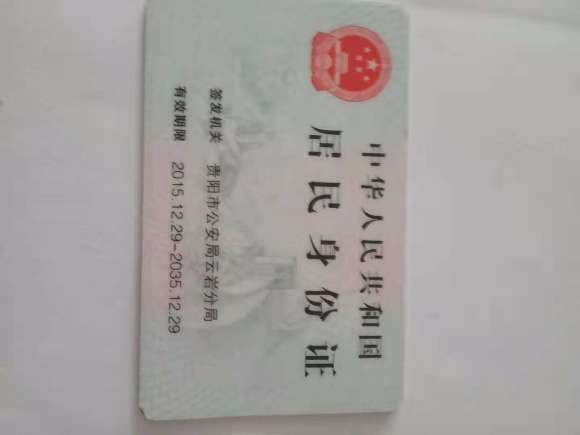 中华人民共和国
居民身份证
签发机关 贵阳市公安局云岩分局
有效期限 2015.12.29-2035.12.29